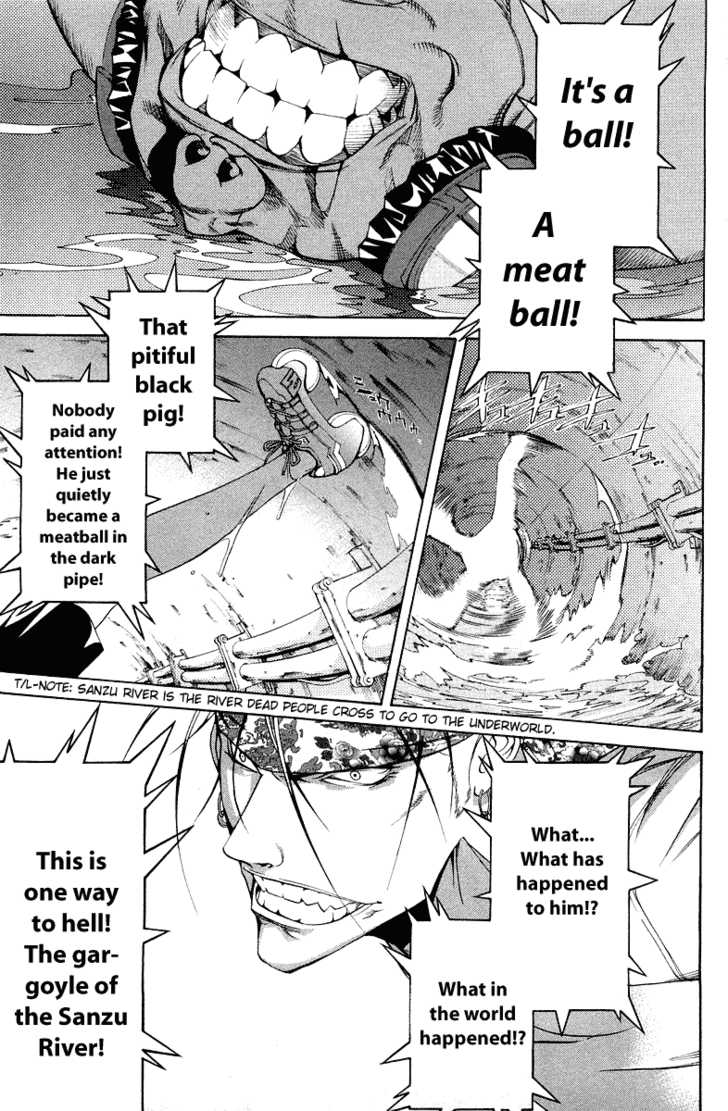 It's a
ball!
A
meat
ball!
That
pitiful
black
pig!
Nobody
paid any
attention!
He just
quietly
became a
meatball in
the dark
pipe!
T/L-NOTE: SANZU RIVER IS THE RIVER DEAD PEOPLE CROSS TO GO TO THE UNDERWORLD.
What...
What has
happened
to him!?
What in
the world
happened!?
This is
one way
to hell!
The gar-
goyle of
the Sanzu
River!